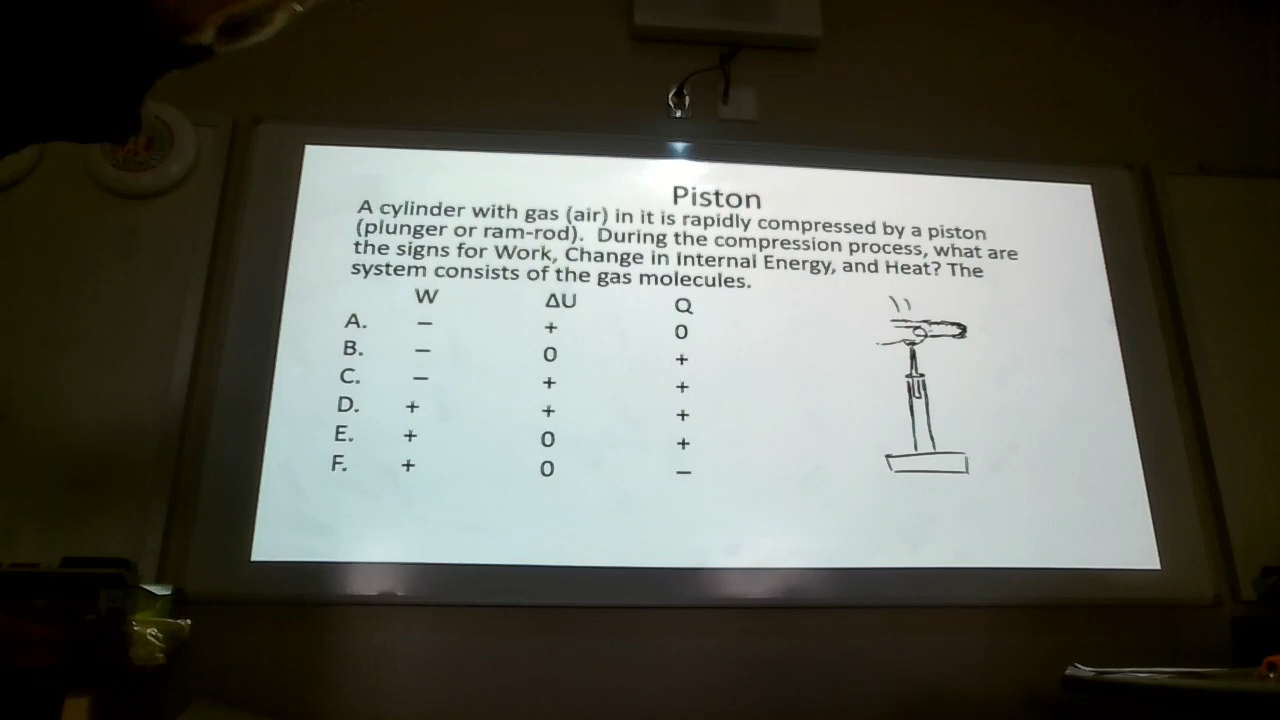 Piston
A cylinder with gas (air) in it is rapidly compressed by a piston
(plunger or ram-rod). During the compression process, what are
the signs for Work, Change in Internal Energy, and Heat? The
system consists of the gas molecules.
W ΔU Q
A. − + 0
B. − 0 +
C. − + +
D. + + +
E. + 0 +
F. + 0 −